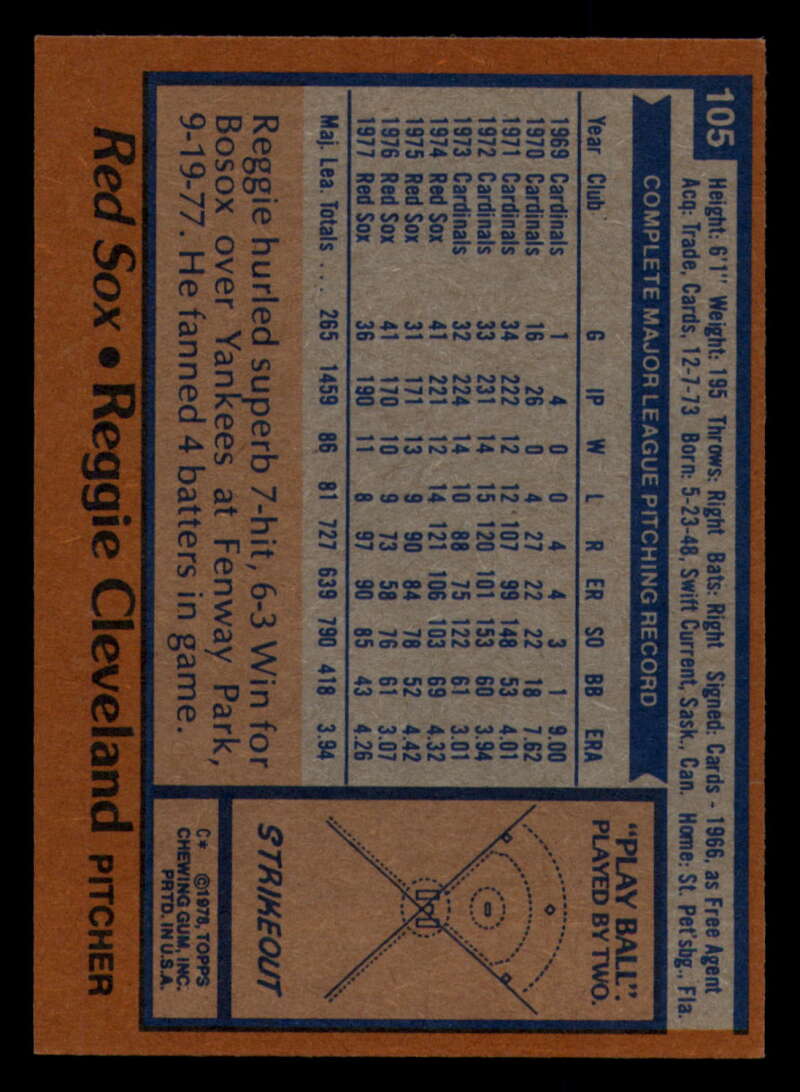 105
Height: 6'1" Weight: 195 Throws: Right Bats: Right Signed: Cards - 1966, as Free Agent
Acq: Trade, Cards, 12-7-73 Born: 5-23-48, Swift Current, Sask., Can. Home: St. Pet'sbg., Fla.
COMPLETE MAJOR LEAGUE PITCHING RECORD
Year Club G IP W L R ER SO BB ERA
1969 Cardinals 1 4 0 0 4 4 3 1 9.00
1970 Cardinals 16 26 0 4 27 22 22 18 7.62
1971 Cardinals 34 222 12 12 107 99 148 53 4.01
1972 Cardinals 33 231 14 15 120 101 153 60 3.94
1973 Cardinals 32 224 14 10 88 75 122 61 3.01
1974 Red Sox 41 221 12 14 121 106 103 69 4.32
1975 Red Sox 31 171 13 9 90 84 78 52 4.42
1976 Red Sox 41 170 10 9 73 58 76 61 3.07
1977 Red Sox 36 190 11 8 97 90 85 43 4.26
Maj. Lea. Totals ... 265 1459 86 81 727 639 790 418 3.94
Reggie hurled superb 7-hit, 6-3 Win for
Bosox over Yankees at Fenway Park,
9-19-77. He fanned 4 batters in game.
"PLAY BALL":
PLAYED BY TWO.
STRIKEOUT
C* ©1978, TOPPS
CHEWING GUM, INC.
PRTD. IN U.S.A.
Red Sox • Reggie Cleveland PITCHER